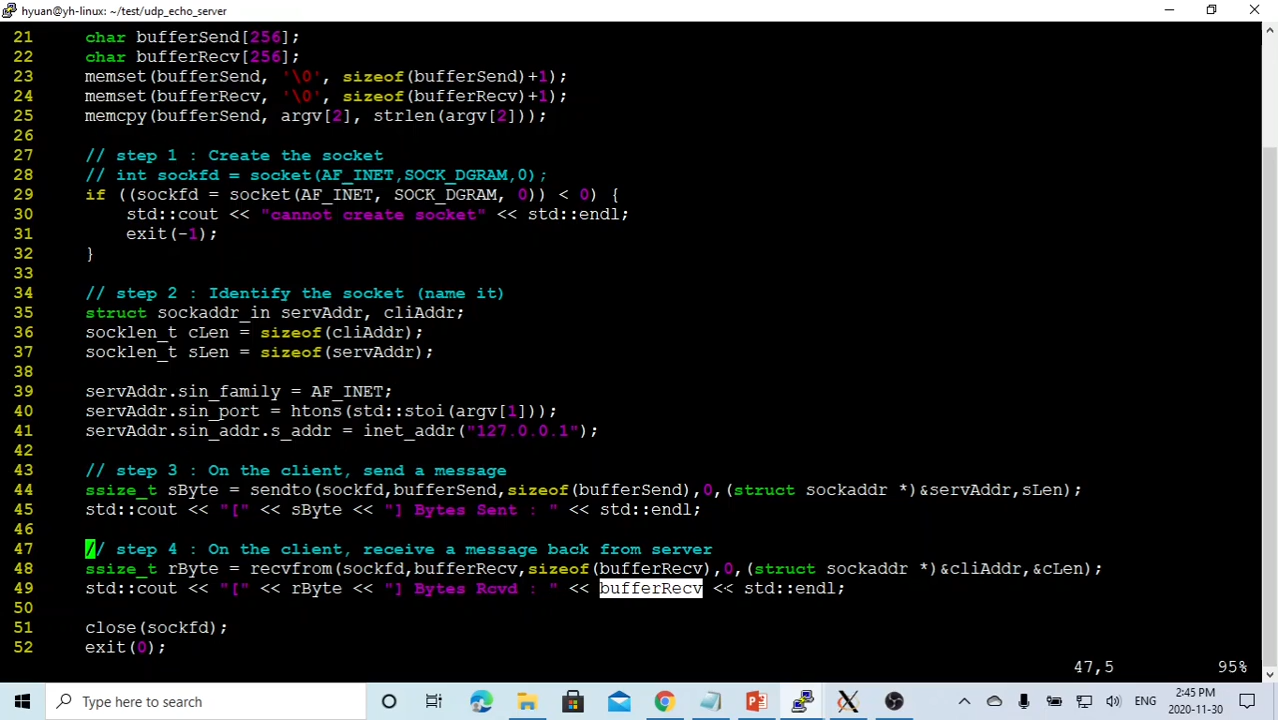 hyuan@yh-linux: ~/test/udp_echo_server
21 char bufferSend[256];
22 char bufferRecv[256];
23 memset(bufferSend, '\0', sizeof(bufferSend)+1);
24 memset(bufferRecv, '\0', sizeof(bufferRecv)+1);
25 memcpy(bufferSend, argv[2], strlen(argv[2]));
26
27 // step 1 : Create the socket
28 // int sockfd = socket(AF_INET,SOCK_DGRAM,0);
29 if ((sockfd = socket(AF_INET, SOCK_DGRAM, 0)) < 0) {
30 std::cout << "cannot create socket" << std::endl;
31 exit(-1);
32 }
33
34 // step 2 : Identify the socket (name it)
35 struct sockaddr_in servAddr, cliAddr;
36 socklen_t cLen = sizeof(cliAddr);
37 socklen_t sLen = sizeof(servAddr);
38
39 servAddr.sin_family = AF_INET;
40 servAddr.sin_port = htons(std::stoi(argv[1]));
41 servAddr.sin_addr.s_addr = inet_addr("127.0.0.1");
42
43 // step 3 : On the client, send a message
44 ssize_t sByte = sendto(sockfd,bufferSend,sizeof(bufferSend),0,(struct sockaddr *)&servAddr,sLen);
45 std::cout << "[" << sByte << "] Bytes Sent : " << std::endl;
46
47 // step 4 : On the client, receive a message back from server
48 ssize_t rByte = recvfrom(sockfd,bufferRecv,sizeof(bufferRecv),0,(struct sockaddr *)&cliAddr,&cLen);
49 std::cout << "[" << rByte << "] Bytes Rcvd : " << bufferRecv << std::endl;
50
51 close(sockfd);
52 exit(0);
47,5 95%
Type here to search
ENG
2:45 PM
2020-11-30